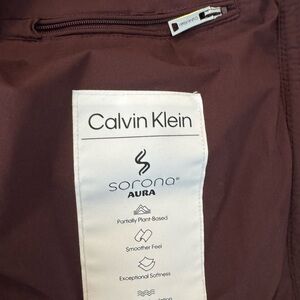 Calvin Klein
sorona®
AURA
Partially Plant-Based
Smoother Feel
Exceptional Softness